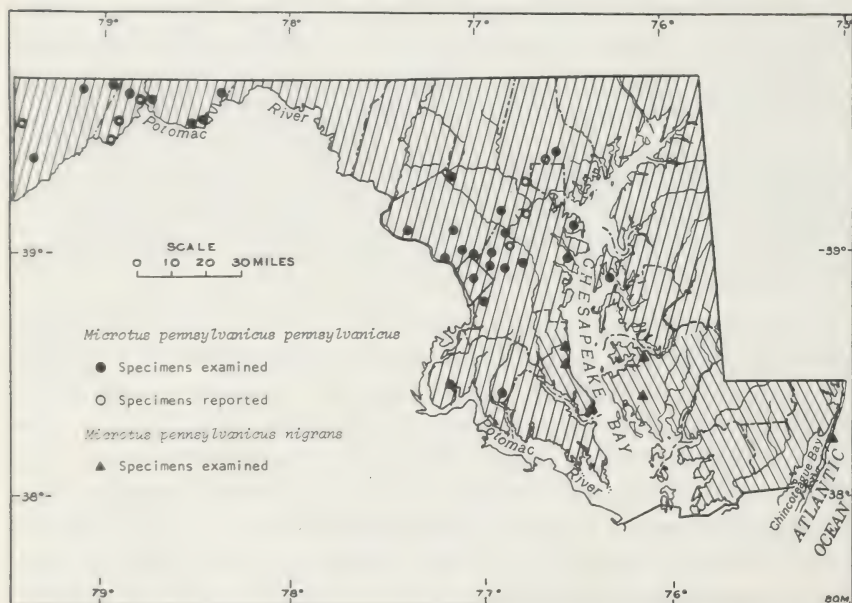 79° 78° 77° 76° 75°
Potomac
River
39° 39°
SCALE
0 10 20 30 MILES
CHESAPEAKE BAY
Microtus pennsylvanicus pennsylvanicus
Specimens examined
Specimens reported
Microtus pennsylvanicus nigrans
Specimens examined
Potomac
River
Chincoteague Bay
ATLANTIC
OCEAN
38° 38°
79° 78° 77° 76°